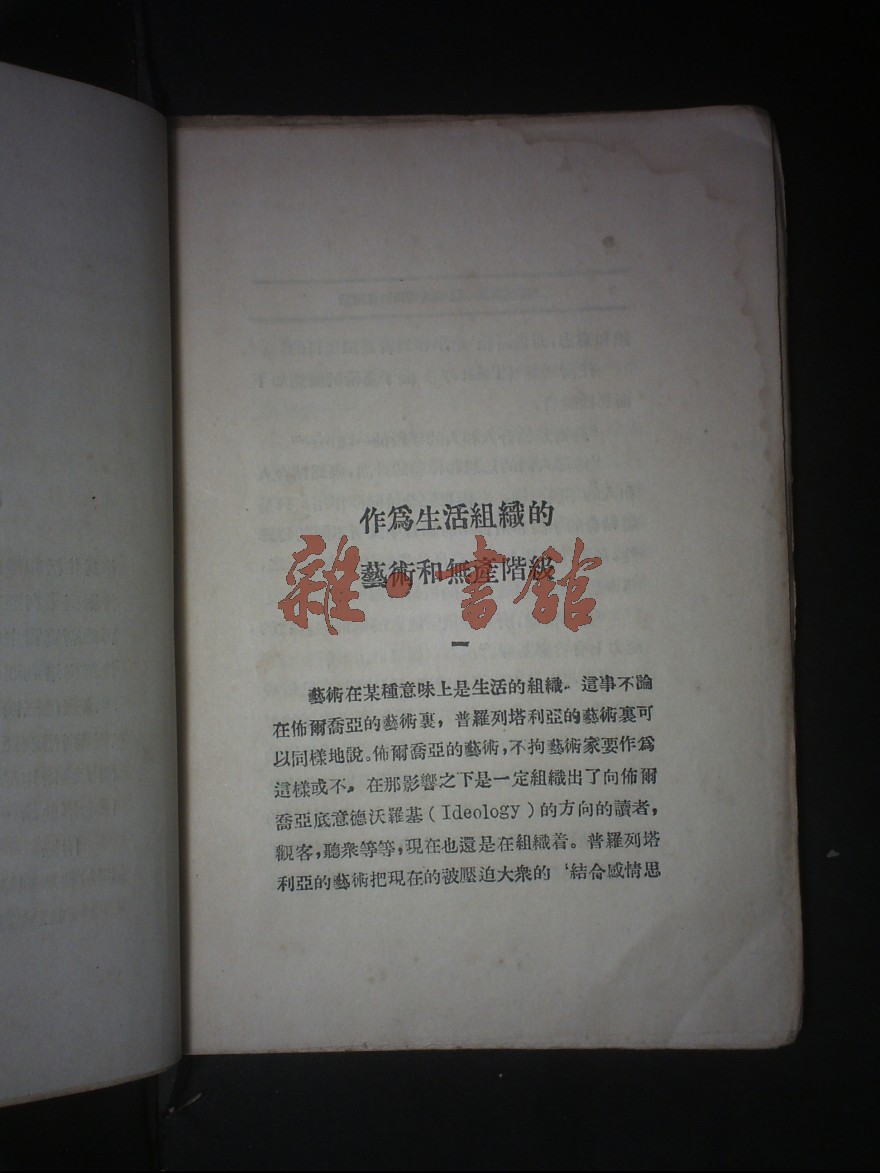 作爲生活組織的
藝術和無產階級
雜·書館
一
藝術在某種意味上是生活的組織。這事不論
在佈爾喬亞的藝術裏，普羅列塔利亞的藝術裏可
以同樣地說。佈爾喬亞的藝術，不拘藝術家要作爲
這樣或不。在那影響之下是一定組織出了向佈爾
喬亞底意德沃羅基(Ideology)的方向的讀者，
觀客，聽衆等等，現在也還是在組織着。普羅列塔
利亞的藝術把現在的被壓迫大衆的‘結合感情思